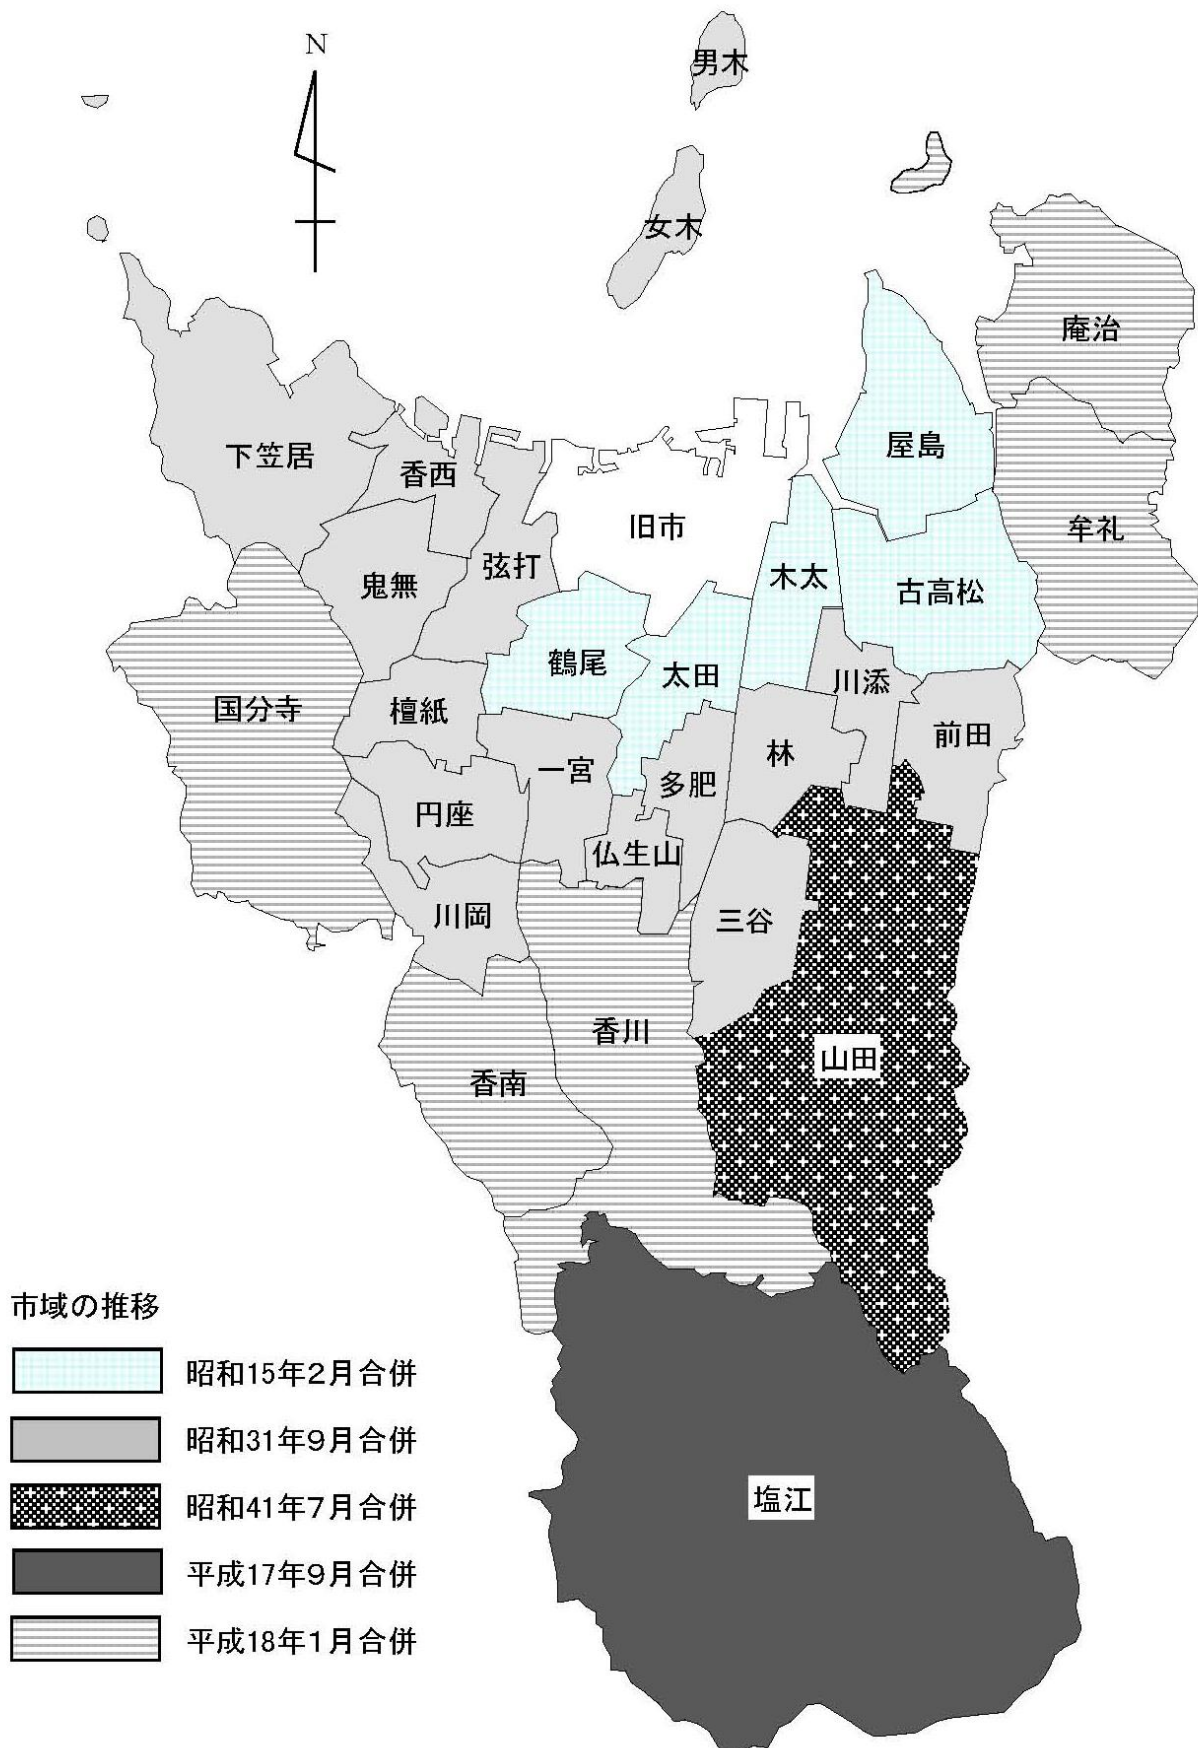 N
男木
女木
庵治
屋島
下笠居
香西
旧市
牟礼
弦打
木太
鬼無
古高松
鶴尾
太田
川添
国分寺
檀紙
前田
一宮
林
多肥
円座
仏生山
川岡
三谷
香川
山田
香南
塩江
市域の推移
昭和15年2月合併
昭和31年9月合併
昭和41年7月合併
平成17年9月合併
平成18年1月合併